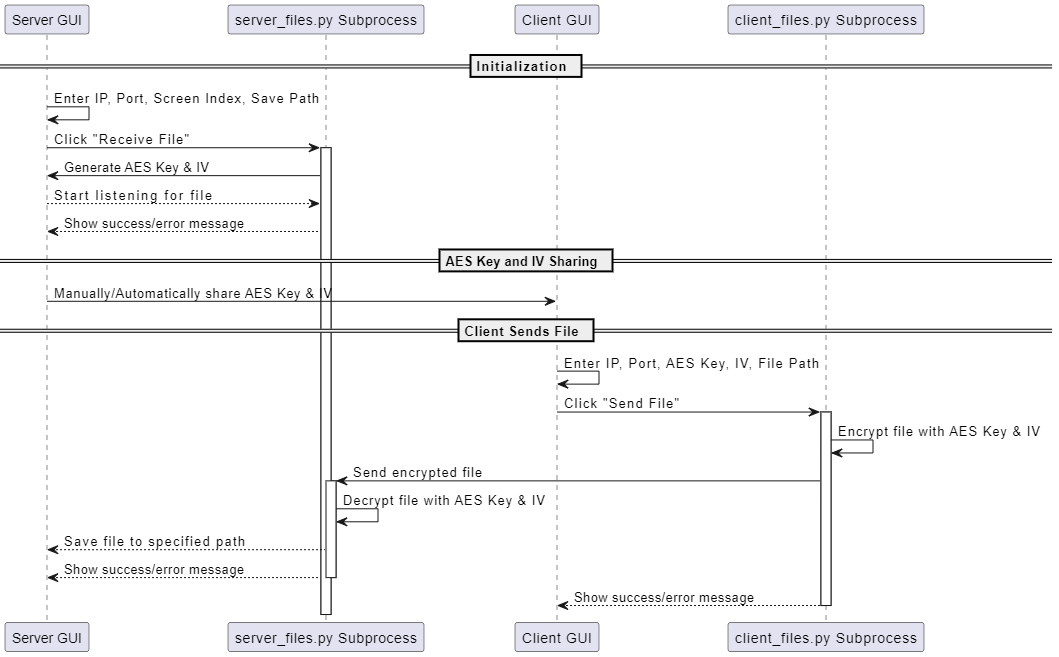 Server GUI
server_files.py Subprocess
Client GUI
client_files.py Subprocess
Initialization
Enter IP, Port, Screen Index, Save Path
Click "Receive File"
Generate AES Key & IV
Start listening for file
Show success/error message
AES Key and IV Sharing
Manually/Automatically share AES Key & IV
Client Sends File
Enter IP, Port, AES Key, IV, File Path
Click "Send File"
Encrypt file with AES Key & IV
Send encrypted file
Decrypt file with AES Key & IV
Save file to specified path
Show success/error message
Show success/error message
Server GUI
server_files.py Subprocess
Client GUI
client_files.py Subprocess